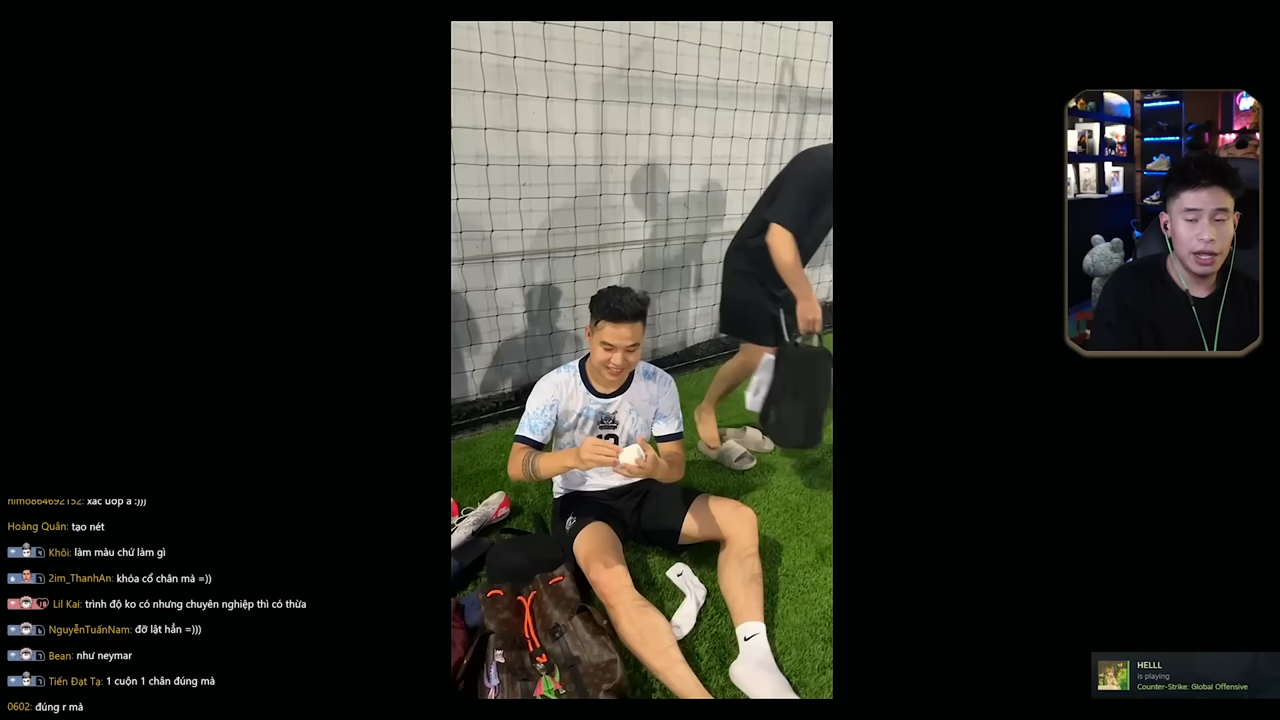 nimo864692152: xác ướp à :)))
Hoàng Quân: tạo nét
Khôi: làm màu chứ làm gì
2im_ThanhAn: khóa cổ chân mà =))
Lil Kai: trình độ ko có nhưng chuyên nghiệp thì có thừa
NguyễnTuấnNam: đỡ lật hẳn =)))
Bean: như neymar
Tiến Đạt Tạ: 1 cuộn 1 chân đúng mà
0602: đúng r mà
HELLL
is playing
Counter-Strike: Global Offensive